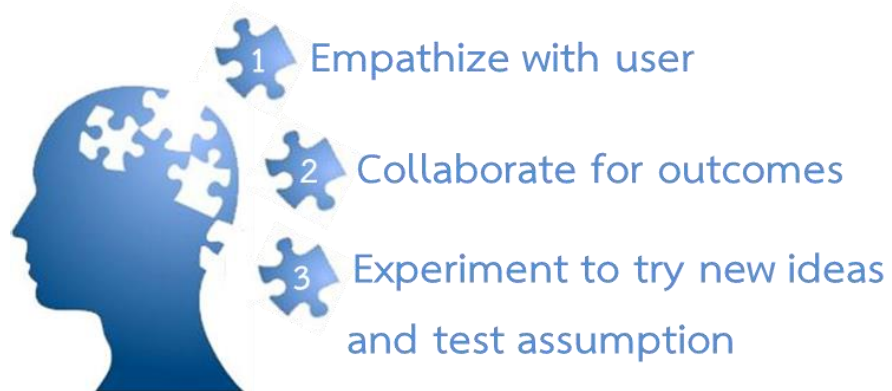 1 Empathize with user
2 Collaborate for outcomes
3 Experiment to try new ideas
and test assumption